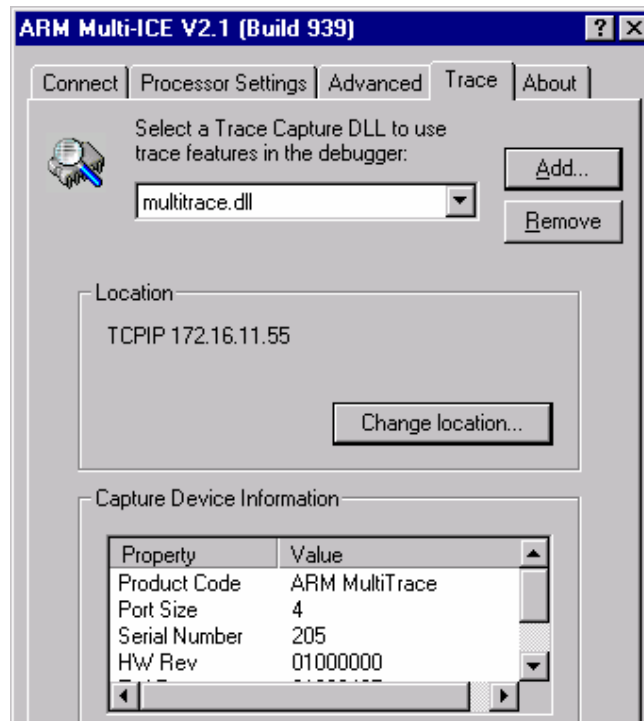 ARM Multi-ICE V2.1 (Build 939)
Connect Processor Settings Advanced Trace About
Select a Trace Capture DLL to use
trace features in the debugger:
Add...
multitrace.dll
Remove
Location
TCPIP 172.16.11.55
Change location...
Capture Device Information
Property Value
Product Code ARM MultiTrace
Port Size 4
Serial Number 205
HW Rev 01000000